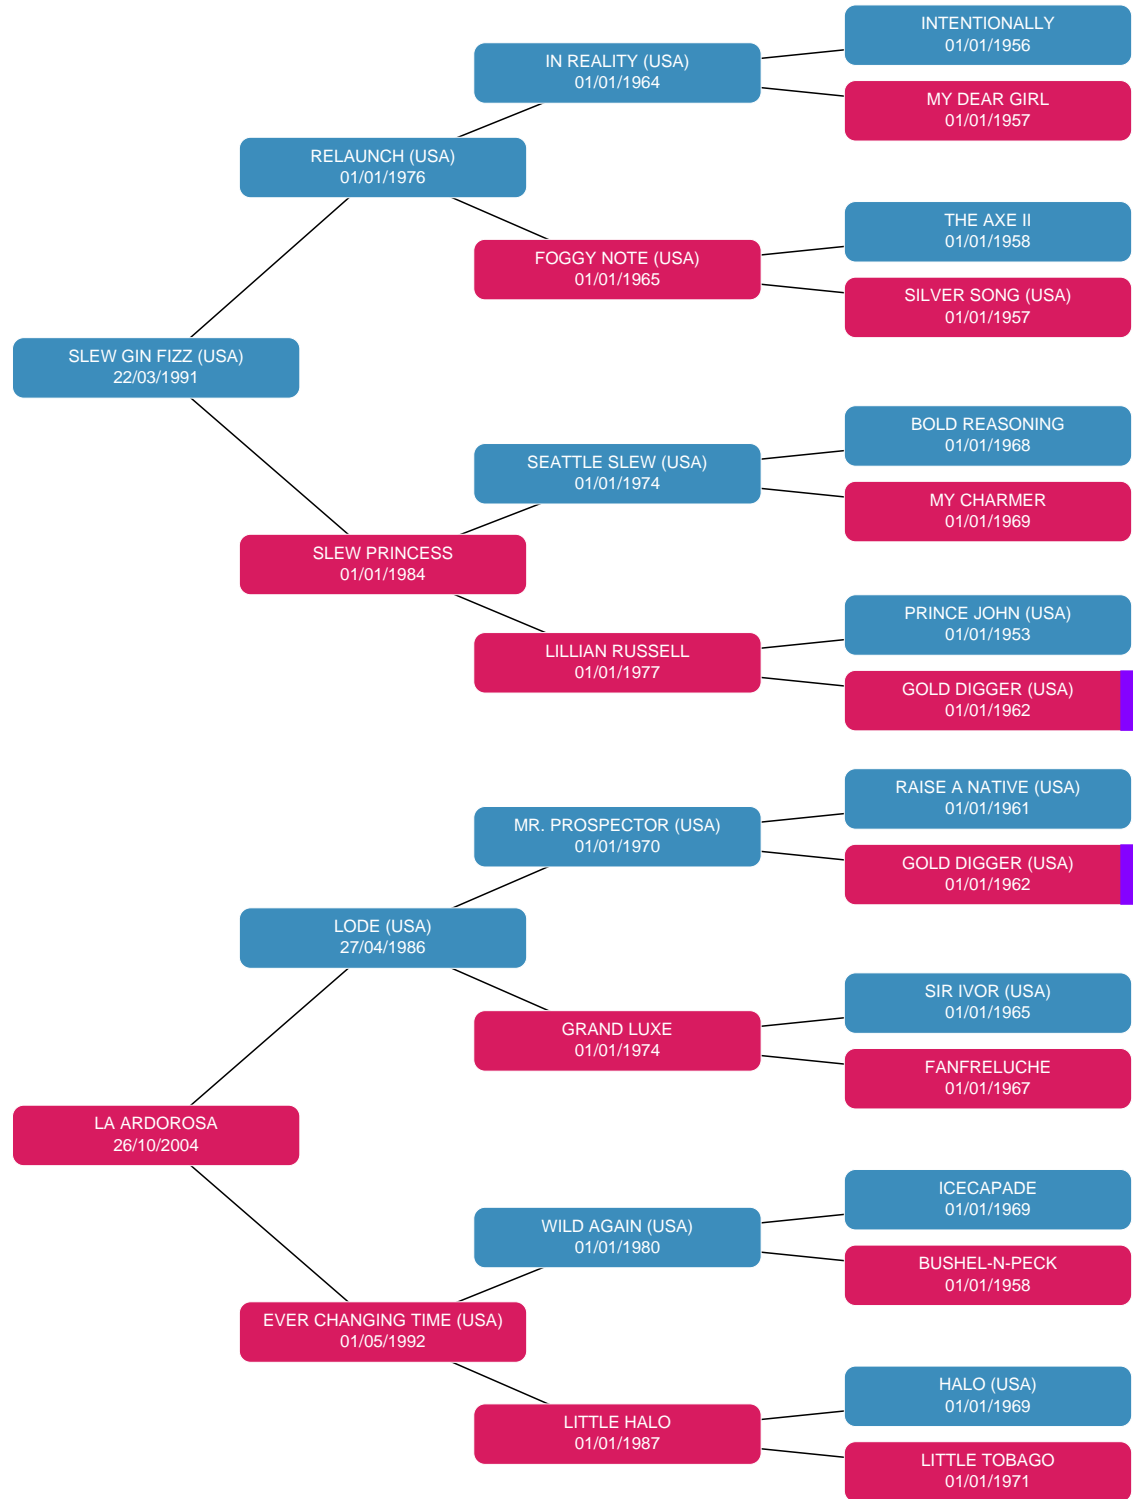 INTENTIONALLY
01/01/1956
IN REALITY (USA)
01/01/1964
MY DEAR GIRL
01/01/1957
RELAUNCH (USA)
01/01/1976
THE AXE II
01/01/1958
FOGGY NOTE (USA)
01/01/1965
SILVER SONG (USA)
01/01/1957
SLEW GIN FIZZ (USA)
22/03/1991
BOLD REASONING
01/01/1968
SEATTLE SLEW (USA)
01/01/1974
MY CHARMER
01/01/1969
SLEW PRINCESS
01/01/1984
PRINCE JOHN (USA)
01/01/1953
LILLIAN RUSSELL
01/01/1977
GOLD DIGGER (USA)
01/01/1962
RAISE A NATIVE (USA)
01/01/1961
MR. PROSPECTOR (USA)
01/01/1970
GOLD DIGGER (USA)
01/01/1962
LODE (USA)
27/04/1986
SIR IVOR (USA)
01/01/1965
GRAND LUXE
01/01/1974
FANFRELUCHE
01/01/1967
LA ARDOROSA
26/10/2004
ICECAPADE
01/01/1969
WILD AGAIN (USA)
01/01/1980
BUSHEL-N-PECK
01/01/1958
EVER CHANGING TIME (USA)
01/05/1992
HALO (USA)
01/01/1969
LITTLE HALO
01/01/1987
LITTLE TOBAGO
01/01/1971